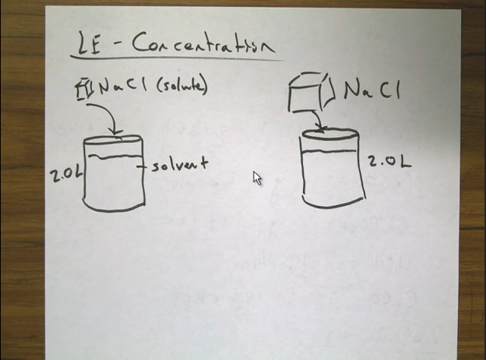 LE - Concentration
NaCl (solute)
NaCl
2.0L
solvent
2.0L